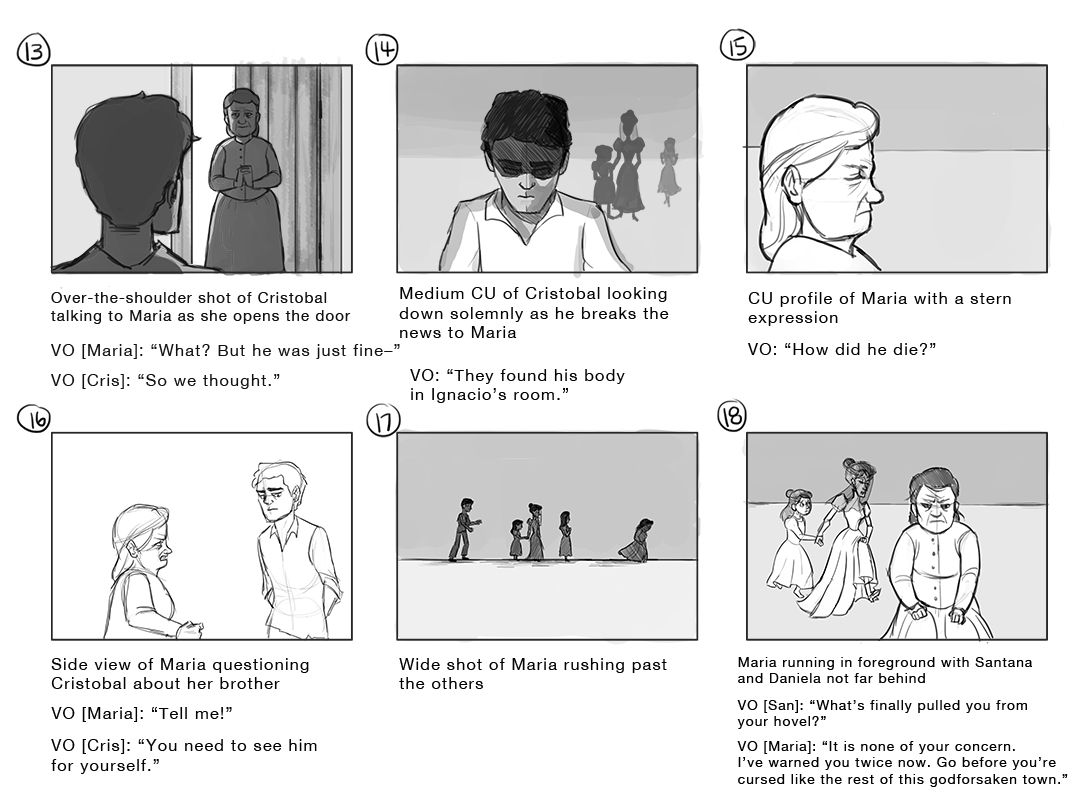 13
Over-the-shoulder shot of Cristobal
talking to Maria as she opens the door
VO [Maria]: “What? But he was just fine–”
VO [Cris]: “So we thought.”
14
Medium CU of Cristobal looking
down solemnly as he breaks the
news to Maria
VO: “They found his body
in Ignacio’s room.”
15
CU profile of Maria with a stern
expression
VO: “How did he die?”
16
Side view of Maria questioning
Cristobal about her brother
VO [Maria]: “Tell me!”
VO [Cris]: “You need to see him
for yourself.”
17
Wide shot of Maria rushing past
the others
18
Maria running in foreground with Santana
and Daniela not far behind
VO [San]: “What’s finally pulled you from
your hovel?”
VO [Maria]: “It is none of your concern.
I’ve warned you twice now. Go before you’re
cursed like the rest of this godforsaken town.”